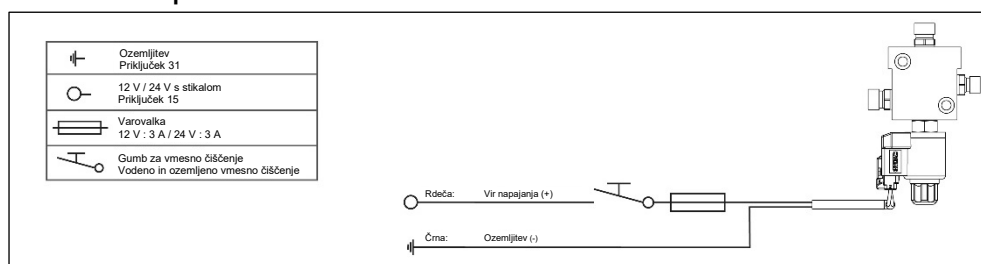 Ozemljitev
Priključek 31
12 V / 24 V s stikalom
Priključek 15
Varovalka
12 V : 3 A / 24 V : 3 A
Gumb za vmesno čiščenje
Vodeno in ozemljeno vmesno čiščenje
Rdeča: Vir napajanja (+)
Črna: Ozemljitev (-)